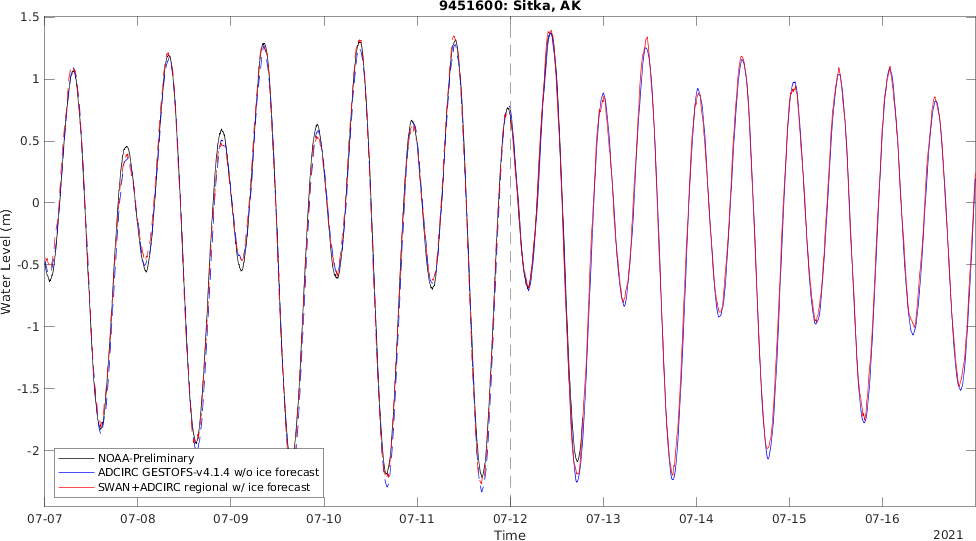 9451600: Sitka, AK
1.5
1
0.5
0
-0.5
-1
-1.5
-2
Water Level (m)
NOAA-Preliminary
ADCIRC GESTOFS-v4.1.4 w/o ice forecast
SWAN+ADCIRC regional w/ ice forecast
07-07 07-08 07-09 07-10 07-11 07-12 07-13 07-14 07-15 07-16
Time
2021